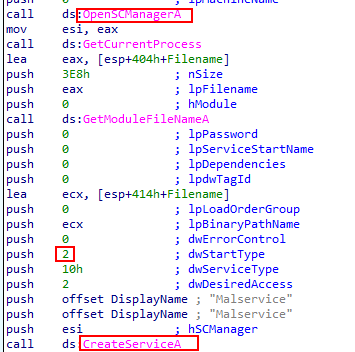 push 0 ; lpMachineName
call ds:OpenSCManagerA
mov esi, eax
call ds:GetCurrentProcess
lea eax, [esp+404h+Filename]
push 3E8h ; nSize
push eax ; lpFilename
push 0 ; hModule
call ds:GetModuleFileNameA
push 0 ; lpPassword
push 0 ; lpServiceStartName
push 0 ; lpDependencies
push 0 ; lpdwTagId
lea ecx, [esp+414h+Filename]
push 0 ; lpLoadOrderGroup
push ecx ; lpBinaryPathName
push 0 ; dwErrorControl
push 2 ; dwStartType
push 10h ; dwServiceType
push 2 ; dwDesiredAccess
push offset DisplayName ; "Malservice"
push offset DisplayName ; "Malservice"
push esi ; hSCManager
call ds:CreateServiceA